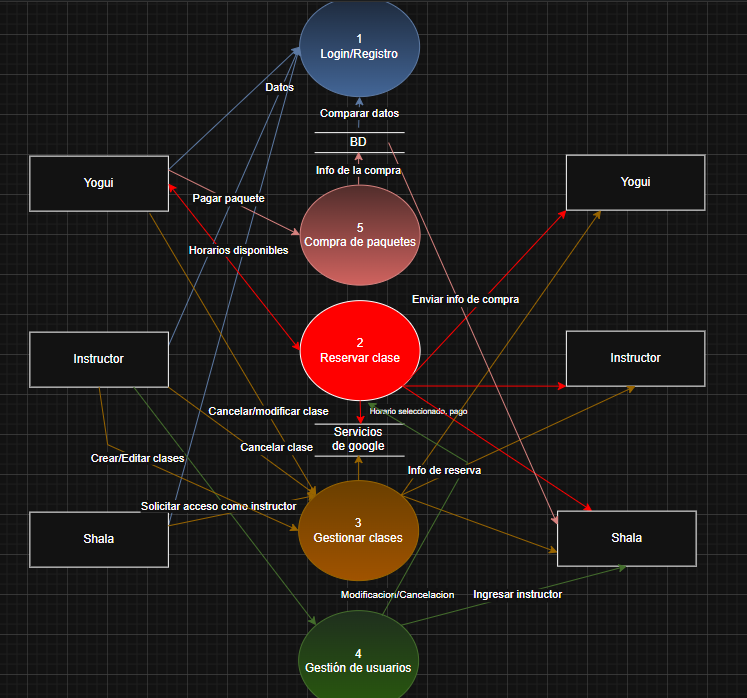 1
Login/Registro
Datos
Comparar datos
BD
Info de la compra
Yogui
Yogui
Pagar paquete
5
Compra de paquetes
Horarios disponibles
Enviar info de compra
2
Reservar clase
Instructor
Instructor
Cancelar/modificar clase
Horario seleccionado, pago
Servicios
de google
Cancelar clase
Crear/Editar clases
Info de reserva
Solicitar acceso como instructor
3
Gestionar clases
Shala
Shala
Modificacion/Cancelacion
Ingresar instructor
4
Gestión de usuarios